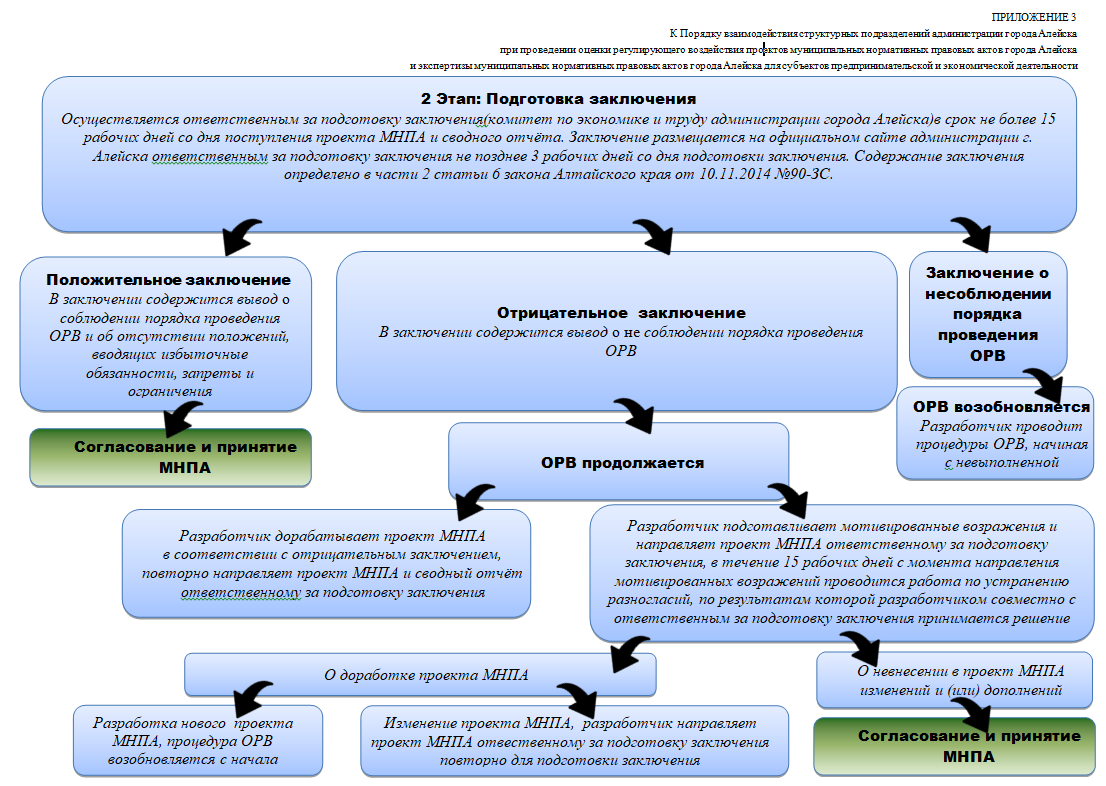 ПРИЛОЖЕНИЕ 3
К Порядку взаимодействия структурных подразделений администрации города Алейска
при проведении оценки регулирующего воздействия проектов муниципальных нормативных правовых актов города Алейска
и экспертизы муниципальных нормативных правовых актов города Алейска для субъектов предпринимательской и экономической деятельности
2 Этап: Подготовка заключения
Осуществляется ответственным за подготовку заключения(комитет по экономике и труду администрации города Алейска)в срок не более 15
рабочих дней со дня поступления проекта МНПА и сводного отчёта. Заключение размещается на официальном сайте администрации г.
Алейска ответственным за подготовку заключения не позднее 3 рабочих дней со дня подготовки заключения. Содержание заключения
определено в части 2 статьи 6 закона Алтайского края от 10.11.2014 №90-ЗС.
Положительное заключение
В заключении содержится вывод о
соблюдении порядка проведения
ОРВ и об отсутствии положений,
вводящих избыточные
обязанности, запреты и
ограничения
Согласование и принятие
МНПА
Отрицательное заключение
В заключении содержится вывод о не соблюдении порядка проведения
ОРВ
Заключение о
несоблюдении
порядка
проведения
ОРВ
ОРВ возобновляется
Разработчик проводит
процедуры ОРВ, начиная
с невыполненной
ОРВ продолжается
Разработчик дорабатывает проект МНПА
в соответствии с отрицательным заключением,
повторно направляет проект МНПА и сводный отчёт
ответственному за подготовку заключения
Разработчик подготавливает мотивированные возражения и
направляет проект МНПА ответственному за подготовку
заключения, в течение 15 рабочих дней с момента направления
мотивированных возражений проводится работа по устранению
разногласий, по результатам которой разработчиком совместно с
ответственным за подготовку заключения принимается решение
О доработке проекта МНПА
О невнесении в проект МНПА
изменений и (или) дополнений
Разработка нового проекта
МНПА, процедура ОРВ
возобновляется с начала
Изменение проекта МНПА, разработчик направляет
проект МНПА отвественному за подготовку заключения
повторно для подготовки заключения
Согласование и принятие
МНПА